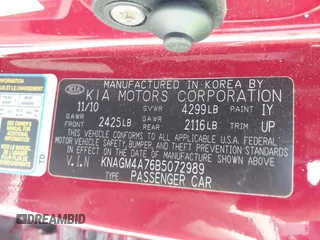 MANUFACTURED IN KOREA BY
KIA KIA MOTORS CORPORATION
11/10 GVWR 4299LB PAINT IY
GAWR FRONT 2425LB GAWR REAR 2116LB TRIM UP
THIS VEHICLE CONFORMS TO ALL APPLICABLE FEDERAL
MOTOR VEHICLE SAFETY, BUMPER, AND THEFT
PREVENTION STANDARDS IN EFFECT ON THE DATE OF
MANUFACTURE SHOWN ABOVE.
V.I.N KNAGM4A76B5072989
TYPE PASSENGER CAR
DREAMBID